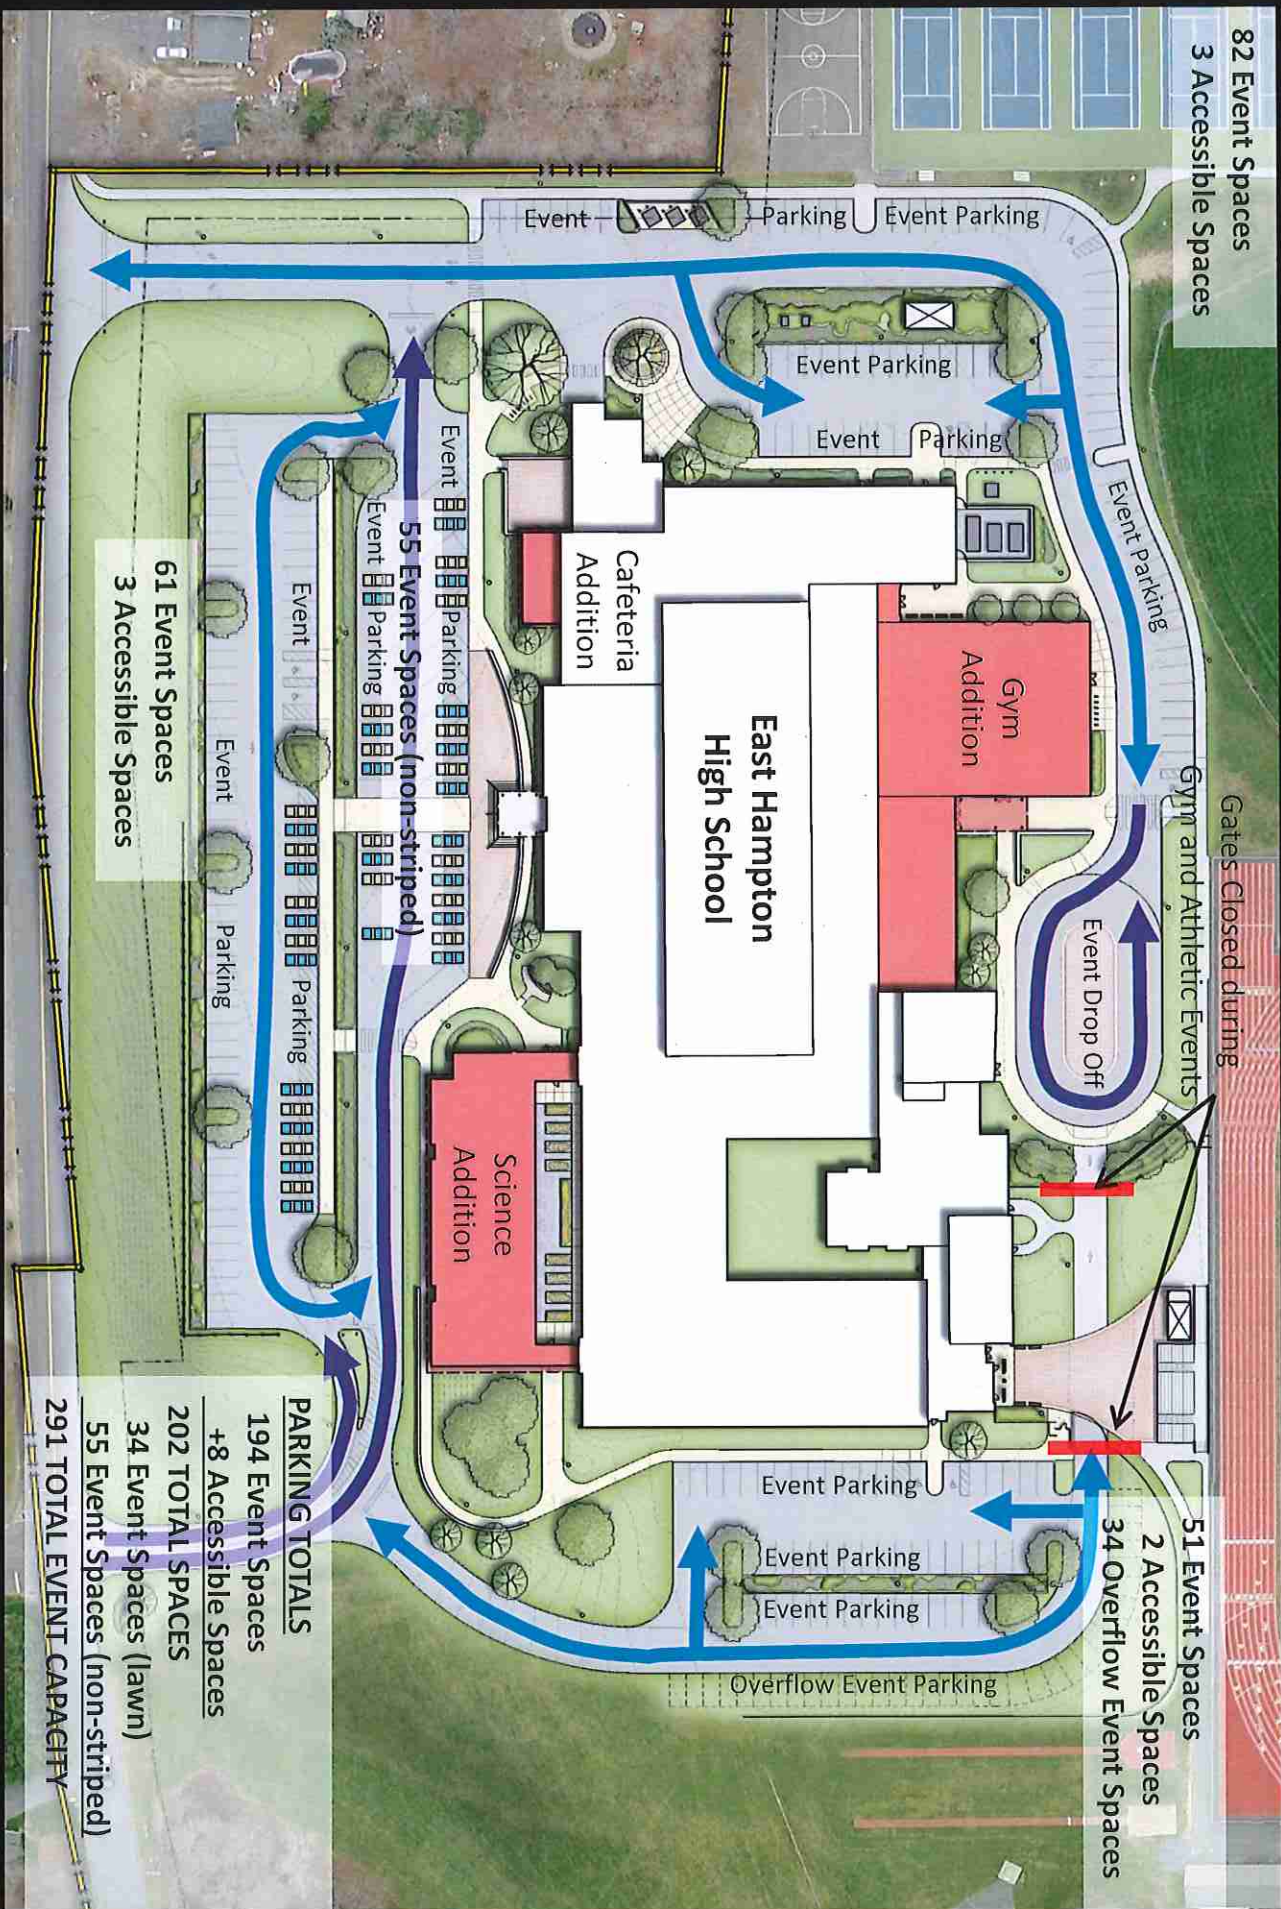 82 Event Spaces
3 Accessible Spaces
Gates Closed during
Gym and Athletic Events
51 Event Spaces
2 Accessible Spaces
34 Overflow Event Spaces
Event Parking
Event Drop Off
Event Parking
Event Parking
Event Parking
Event Parking
Event Parking
Gym
Addition
Event Parking
Event Parking
Event Parking
Overflow Event Parking
East Hampton
High School
Cafeteria
Addition
Science
Addition
Event Parking
55 Event Spaces (non-striped)
Event Parking
Event Parking
Event Parking
61 Event Spaces
3 Accessible Spaces
PARKING TOTALS
194 Event Spaces
+8 Accessible Spaces
202 TOTAL SPACES
34 Event Spaces (lawn)
55 Event Spaces (non-striped)
291 TOTAL EVENT CAPACITY